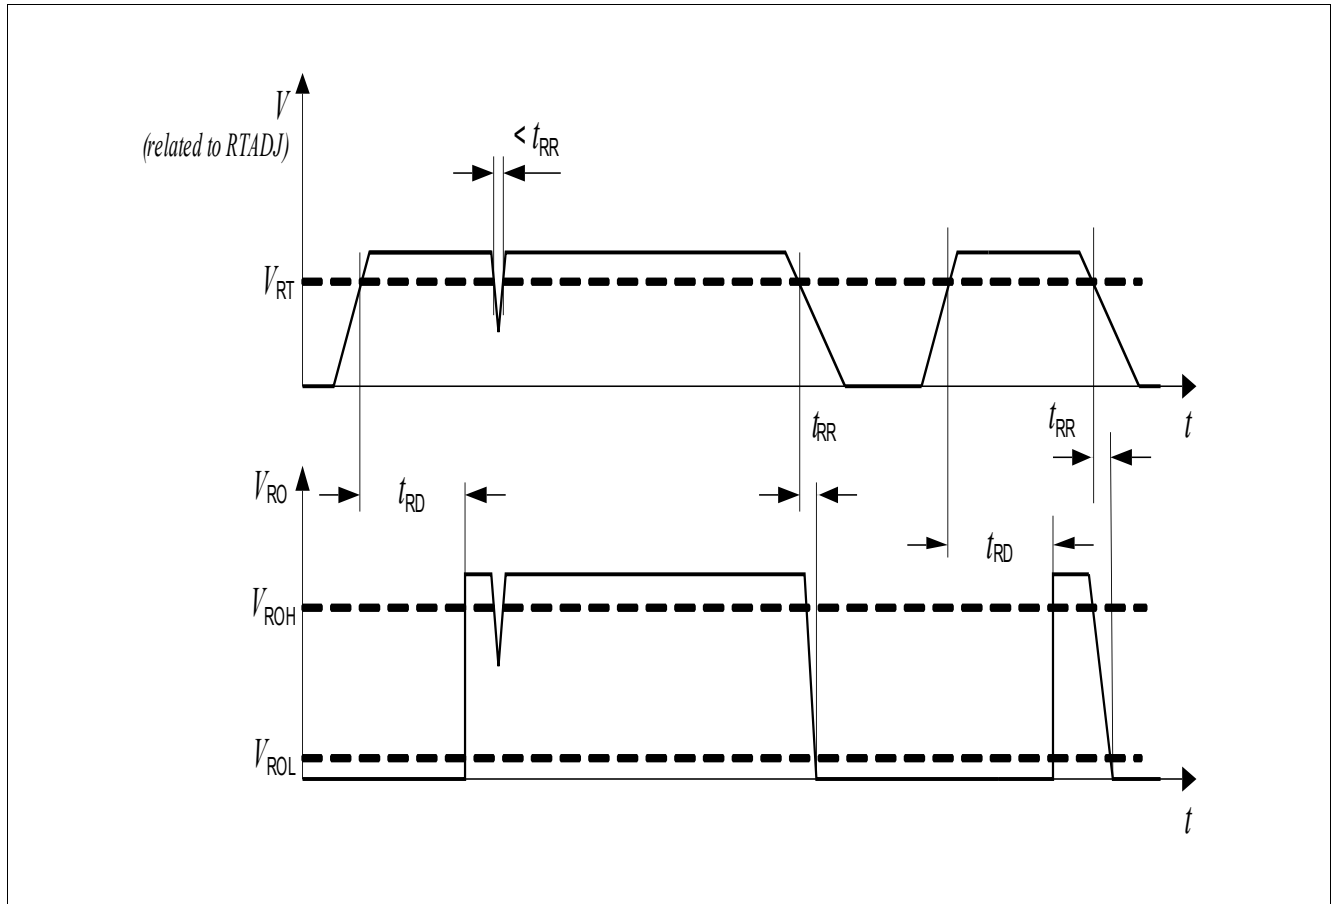 V
(related to RTADJ)
< tRR
VRT
tRR
tRR
t
VRO
tRD
tRD
VROH
VROL
t